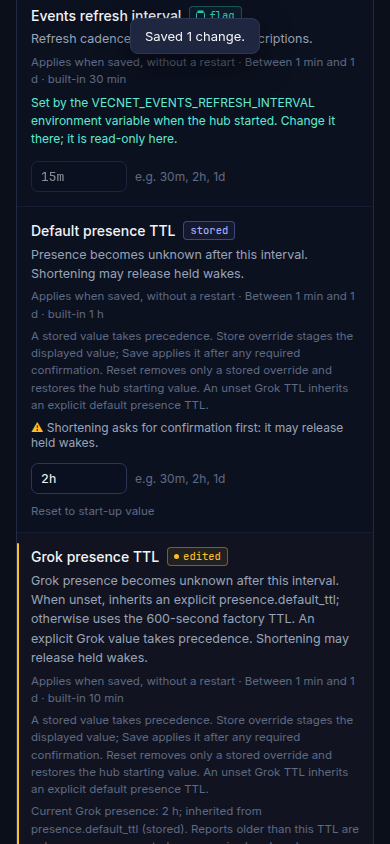 Events refresh interval flag
Saved 1 change.
Refresh cadence criptions.
Applies when saved, without a restart · Between 1 min and 1
d · built-in 30 min
Set by the VECNET_EVENTS_REFRESH_INTERVAL
environment variable when the hub started. Change it
there; it is read-only here.
15m e.g. 30m, 2h, 1d
Default presence TTL stored
Presence becomes unknown after this interval.
Shortening may release held wakes.
Applies when saved, without a restart · Between 1 min and 1
d · built-in 1 h
A stored value takes precedence. Store override stages the
displayed value; Save applies it after any required
confirmation. Reset removes only a stored override and
restores the hub starting value. An unset Grok TTL inherits
an explicit default presence TTL.
⚠ Shortening asks for confirmation first: it may release
held wakes.
2h e.g. 30m, 2h, 1d
Reset to start-up value
Grok presence TTL edited
Grok presence becomes unknown after this interval.
When unset, inherits an explicit presence.default_ttl;
otherwise uses the 600-second factory TTL. An
explicit Grok value takes precedence. Shortening may
release held wakes.
Applies when saved, without a restart · Between 1 min and 1
d · built-in 10 min
A stored value takes precedence. Store override stages the
displayed value; Save applies it after any required
confirmation. Reset removes only a stored override and
restores the hub starting value. An unset Grok TTL inherits
an explicit default presence TTL.
Current Grok presence: 2 h; inherited from
presence.default_ttl (stored). Reports older than this TTL are